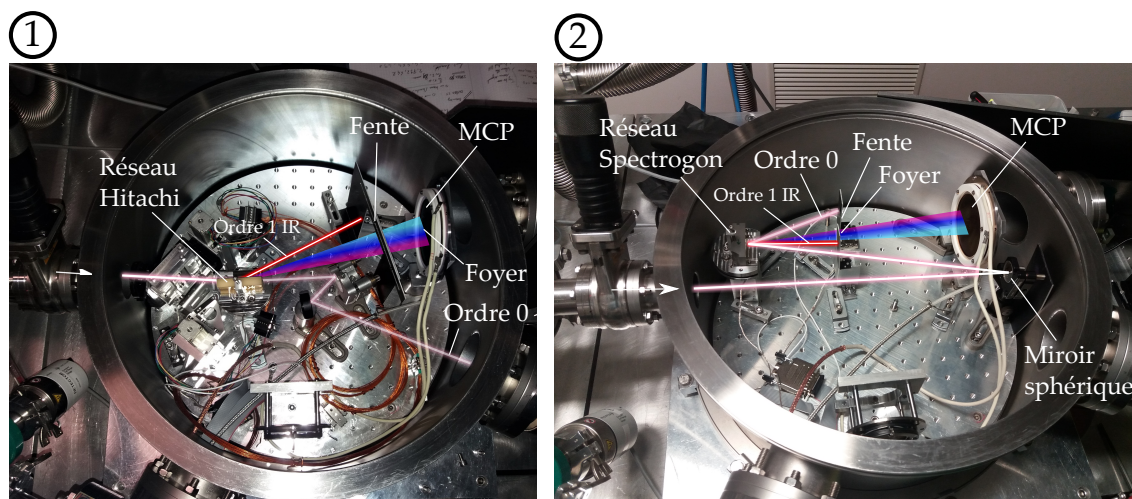 1
2
Fente
MCP
Réseau
Hitachi
Ordre 1 IR
Foyer
Ordre 0
Réseau
Spectrogon
MCP
Ordre 0
Fente
Foyer
Ordre 1 IR
Miroir
sphérique